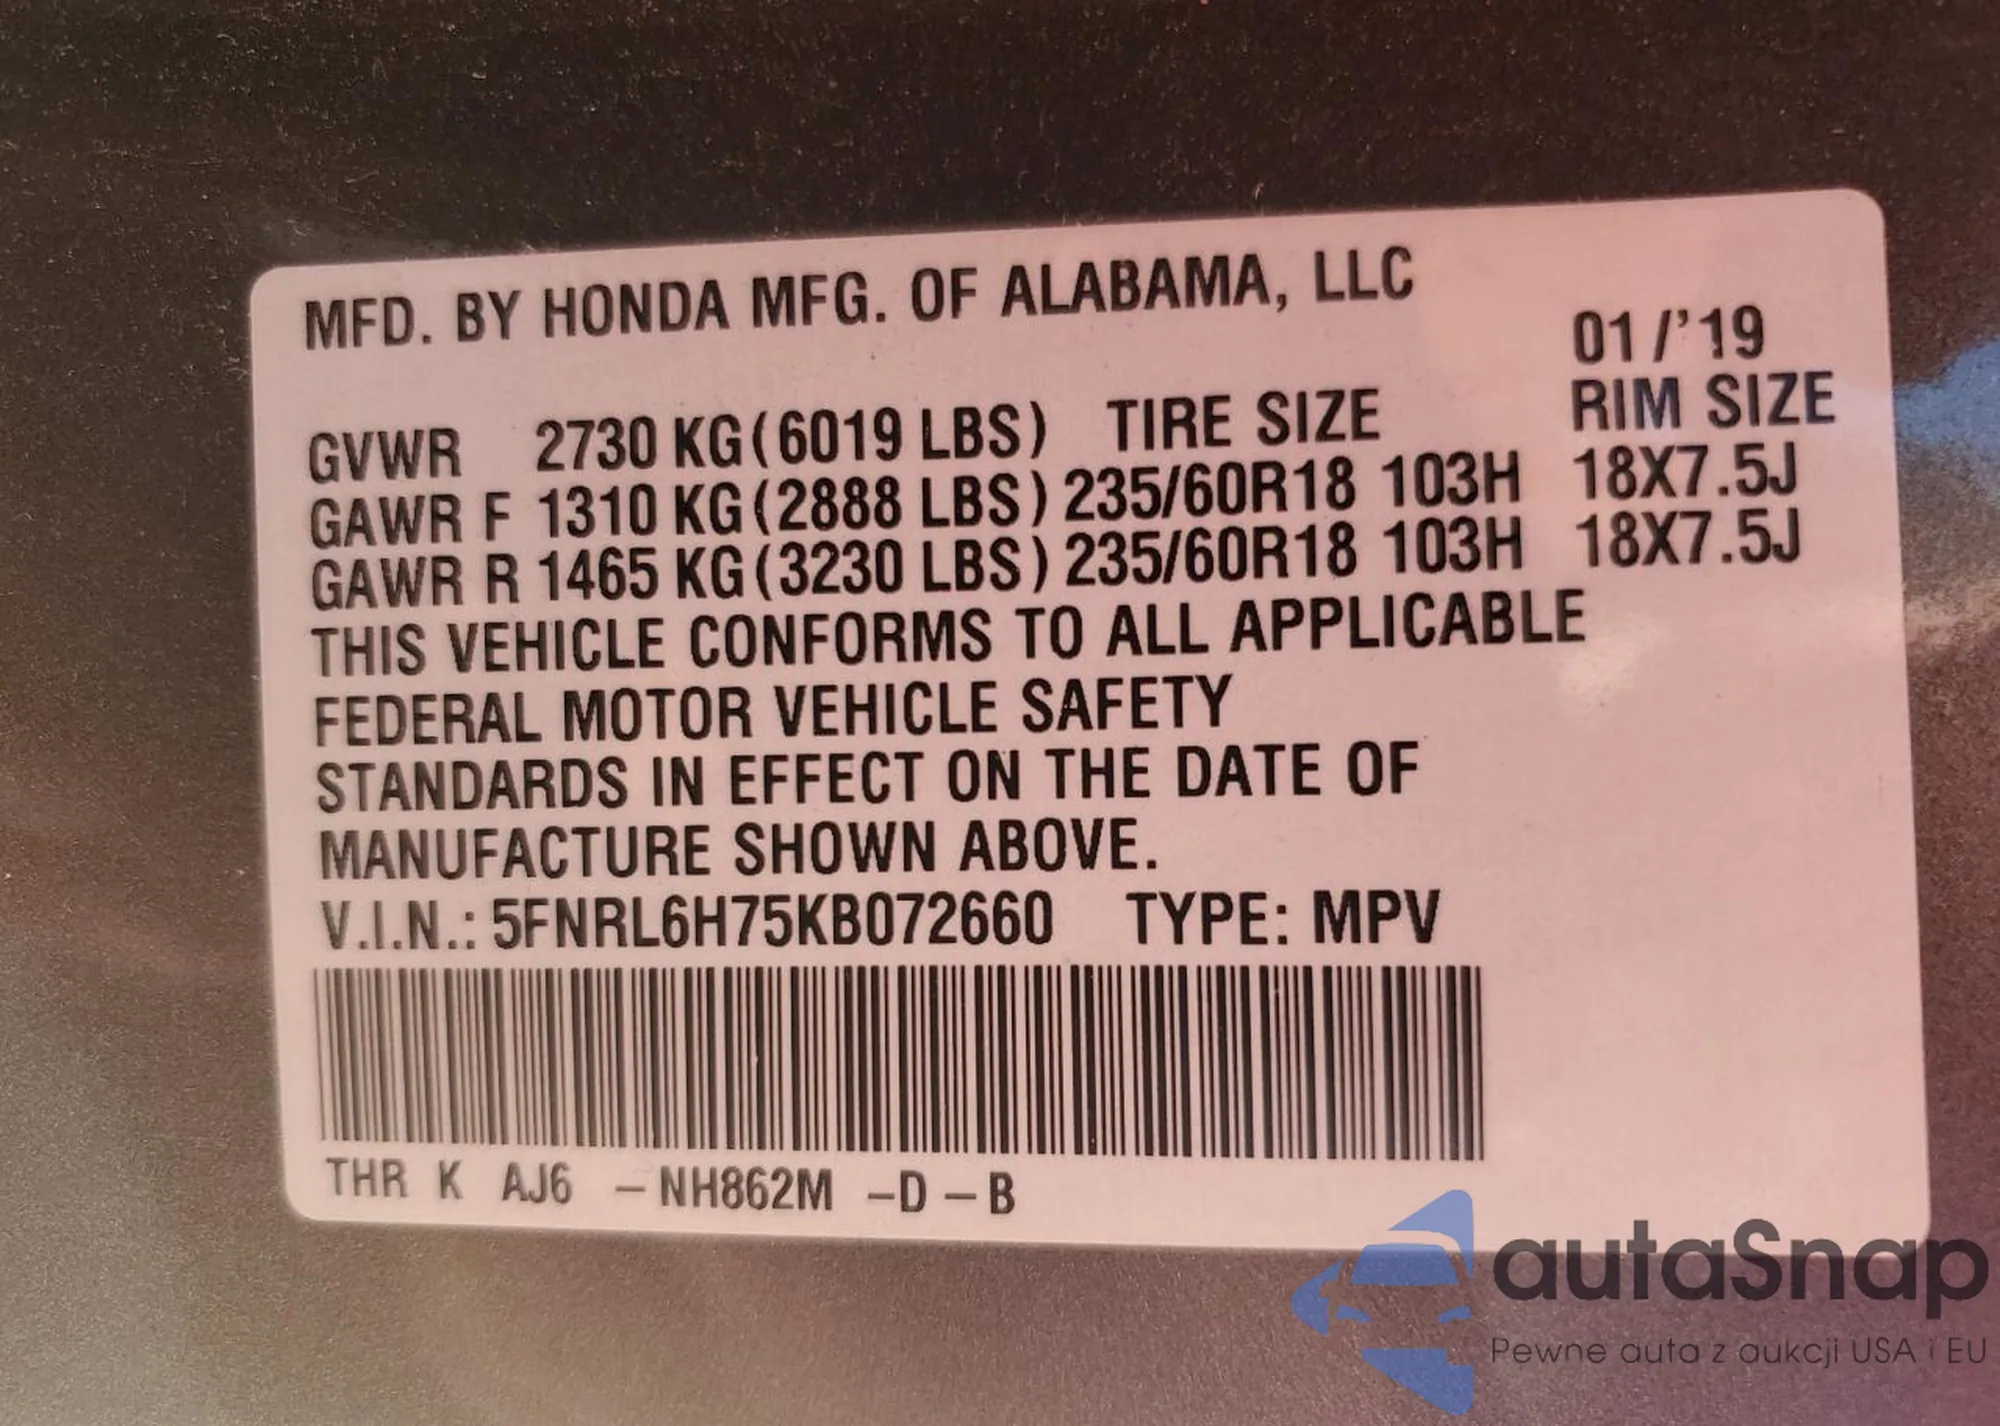 MFD. BY HONDA MFG. OF ALABAMA, LLC
01/'19
GVWR 2730 KG(6019 LBS) TIRE SIZE RIM SIZE
GAWR F 1310 KG(2888 LBS) 235/60R18 103H 18X7.5J
GAWR R 1465 KG(3230 LBS) 235/60R18 103H 18X7.5J
THIS VEHICLE CONFORMS TO ALL APPLICABLE
FEDERAL MOTOR VEHICLE SAFETY
STANDARDS IN EFFECT ON THE DATE OF
MANUFACTURE SHOWN ABOVE.
V.I.N.: 5FNRL6H75KB072660 TYPE: MPV
THR K AJ6 –NH862M –D –B
autaSnap
Pewne auta z aukcji USA i EU